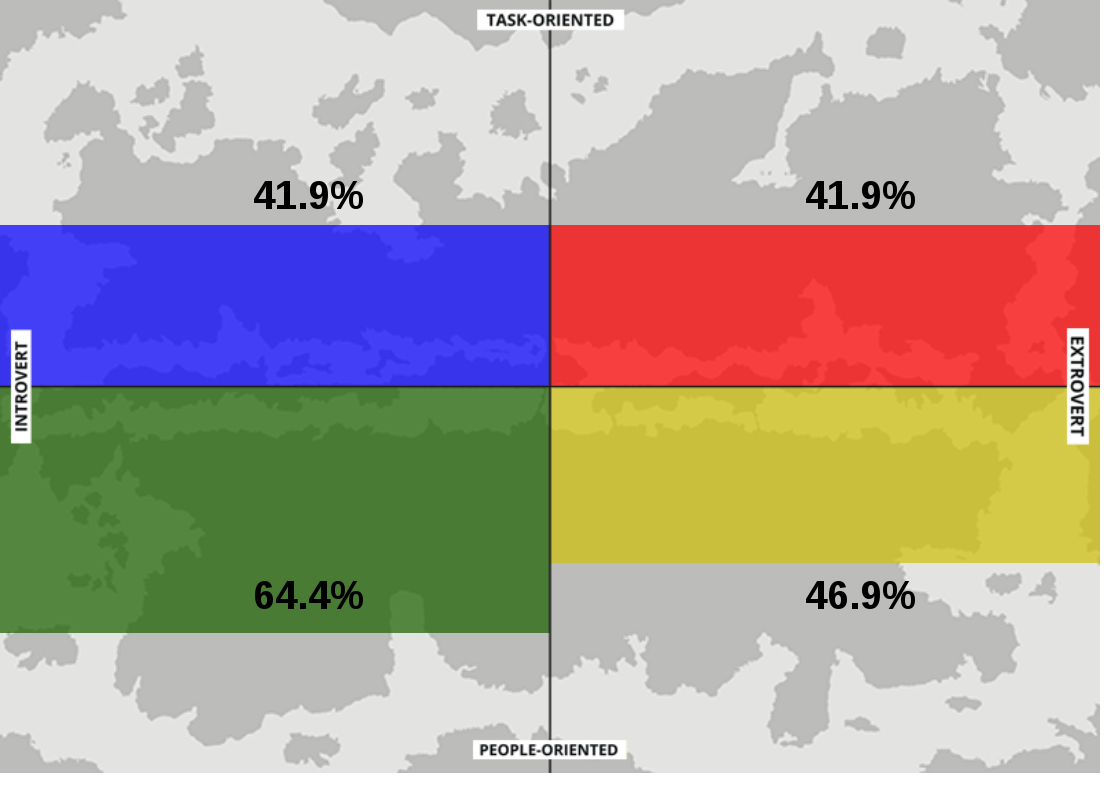 TASK-ORIENTED
41.9%
41.9%
INTROVERT
EXTROVERT
64.4%
46.9%
PEOPLE-ORIENTED